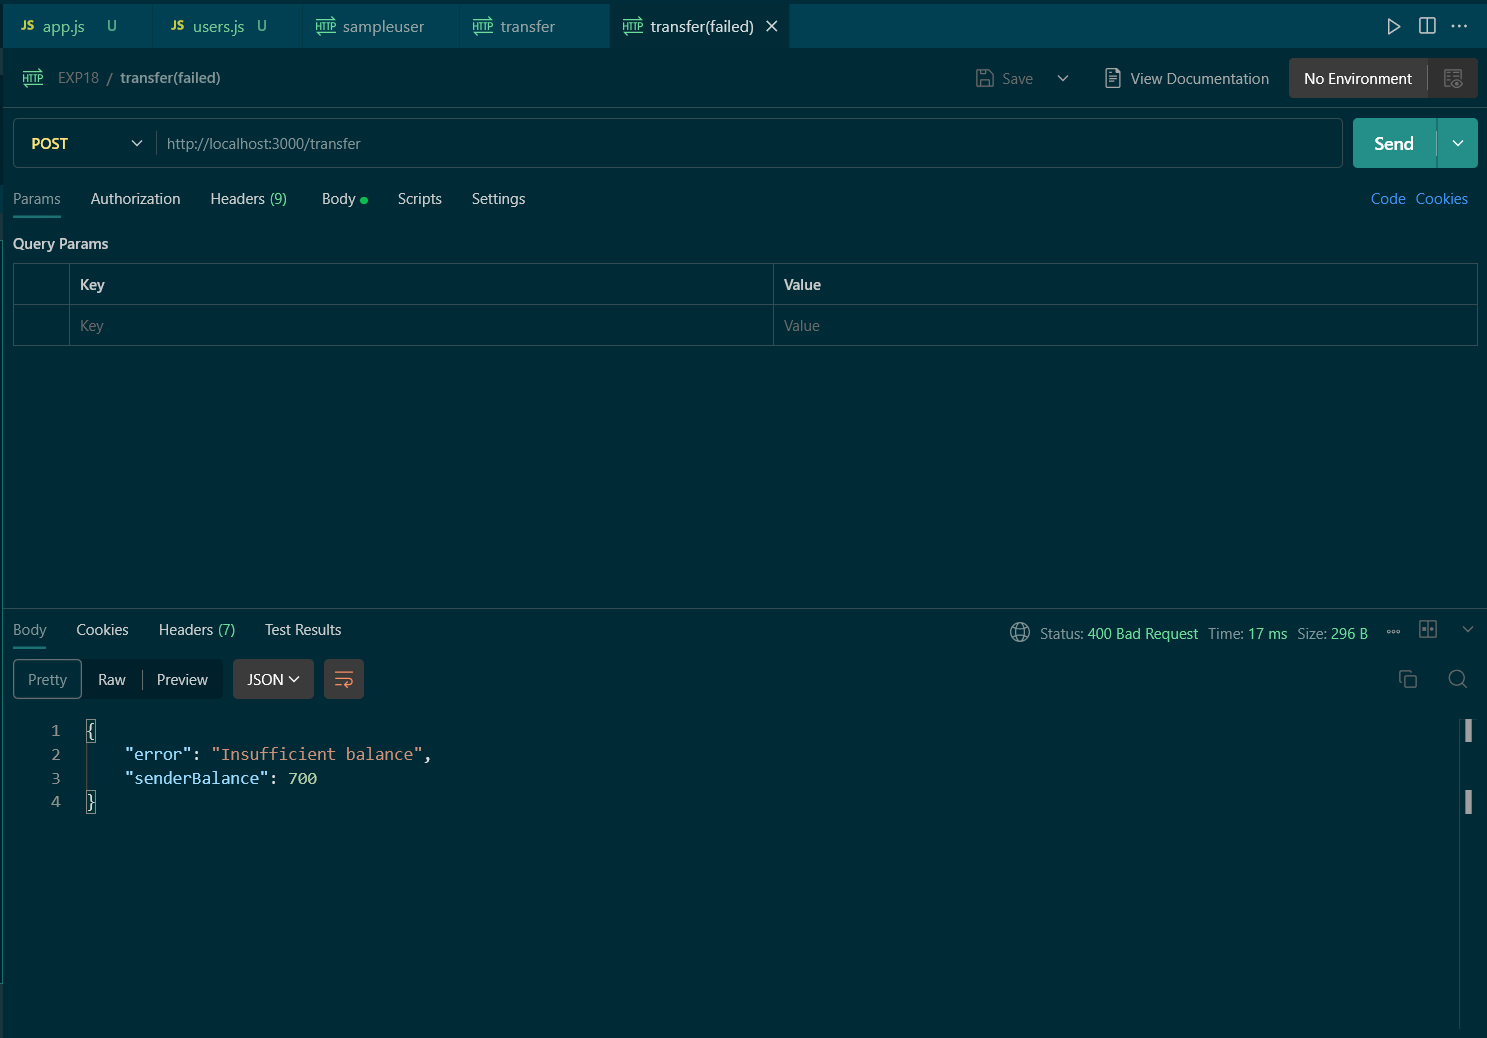 JS app.js U JS users.js U HTTP sampleuser HTTP transfer HTTP transfer(failed)
HTTP EXP18 / transfer(failed) Save View Documentation No Environment
POST http://localhost:3000/transfer Send
Params Authorization Headers (9) Body Scripts Settings Code Cookies
Query Params
Key Value
Key Value
Body Cookies Headers (7) Test Results Status: 400 Bad Request Time: 17 ms Size: 296 B
Pretty Raw Preview JSON
1 {
2 "error": "Insufficient balance",
3 "senderBalance": 700
4 }